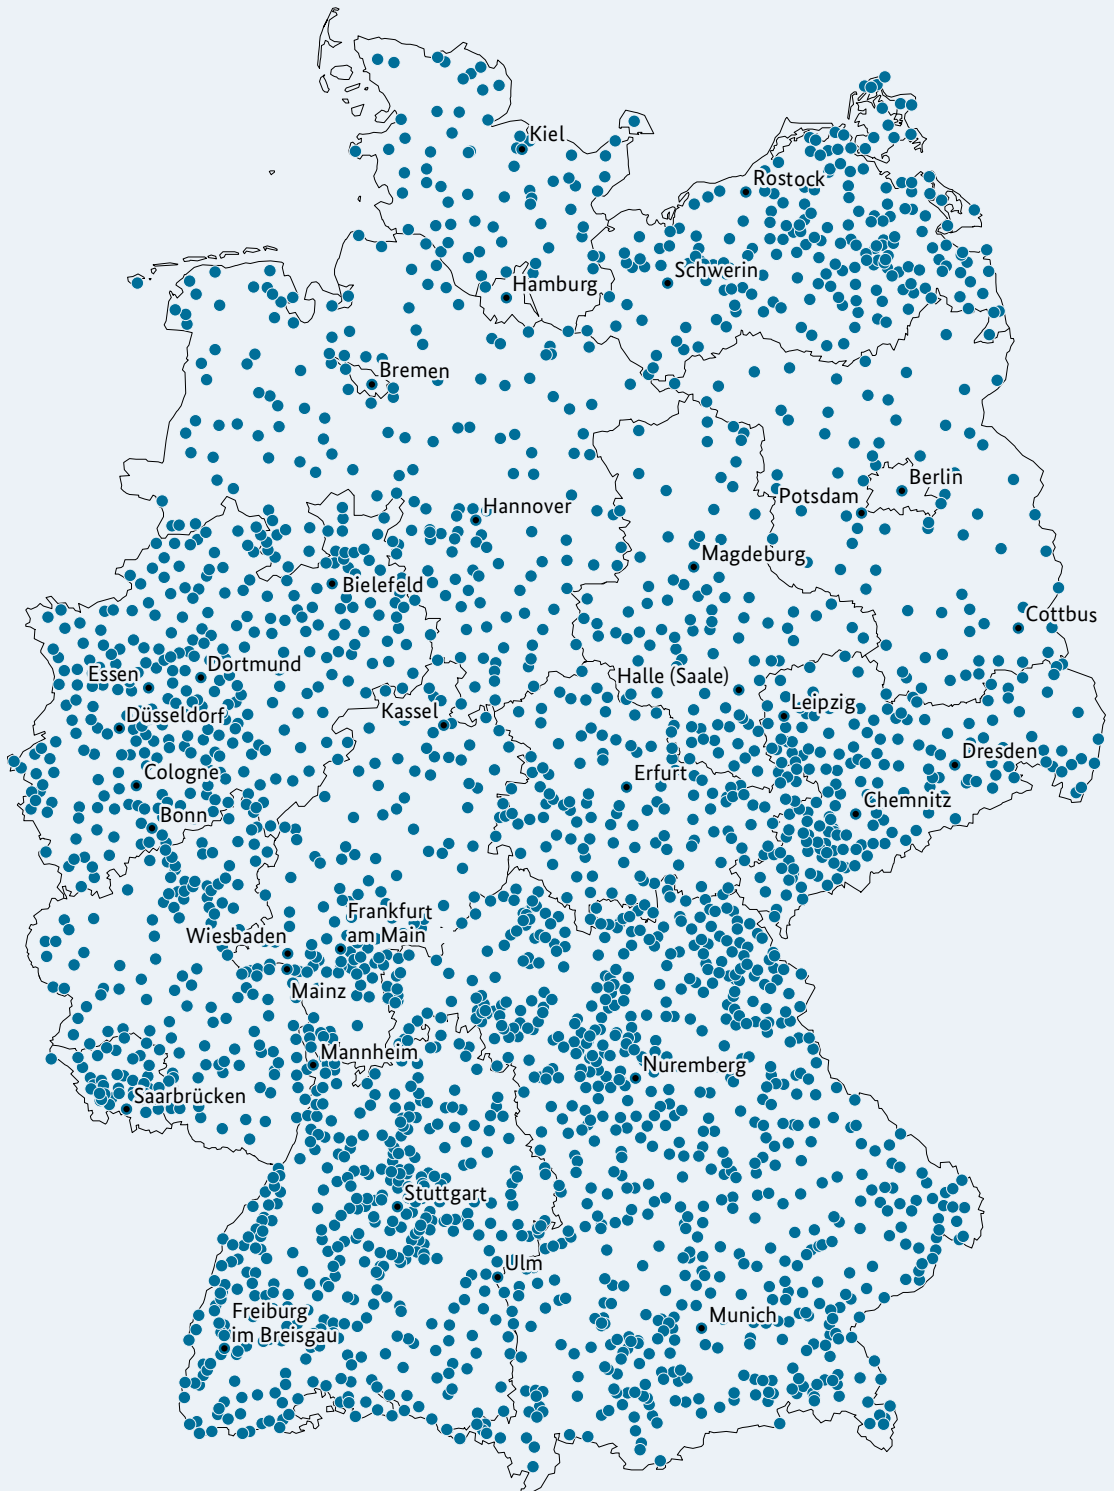 Kiel
Rostock
Schwerin
Hamburg
Bremen
Berlin
Potsdam
Hannover
Magdeburg
Bielefeld
Cottbus
Dortmund
Essen
Halle (Saale)
Leipzig
Kassel
Düsseldorf
Dresden
Cologne
Erfurt
Chemnitz
Bonn
Frankfurt
am Main
Wiesbaden
Mainz
Mannheim
Nuremberg
Saarbrücken
Stuttgart
Ulm
Freiburg
im Breisgau
Munich